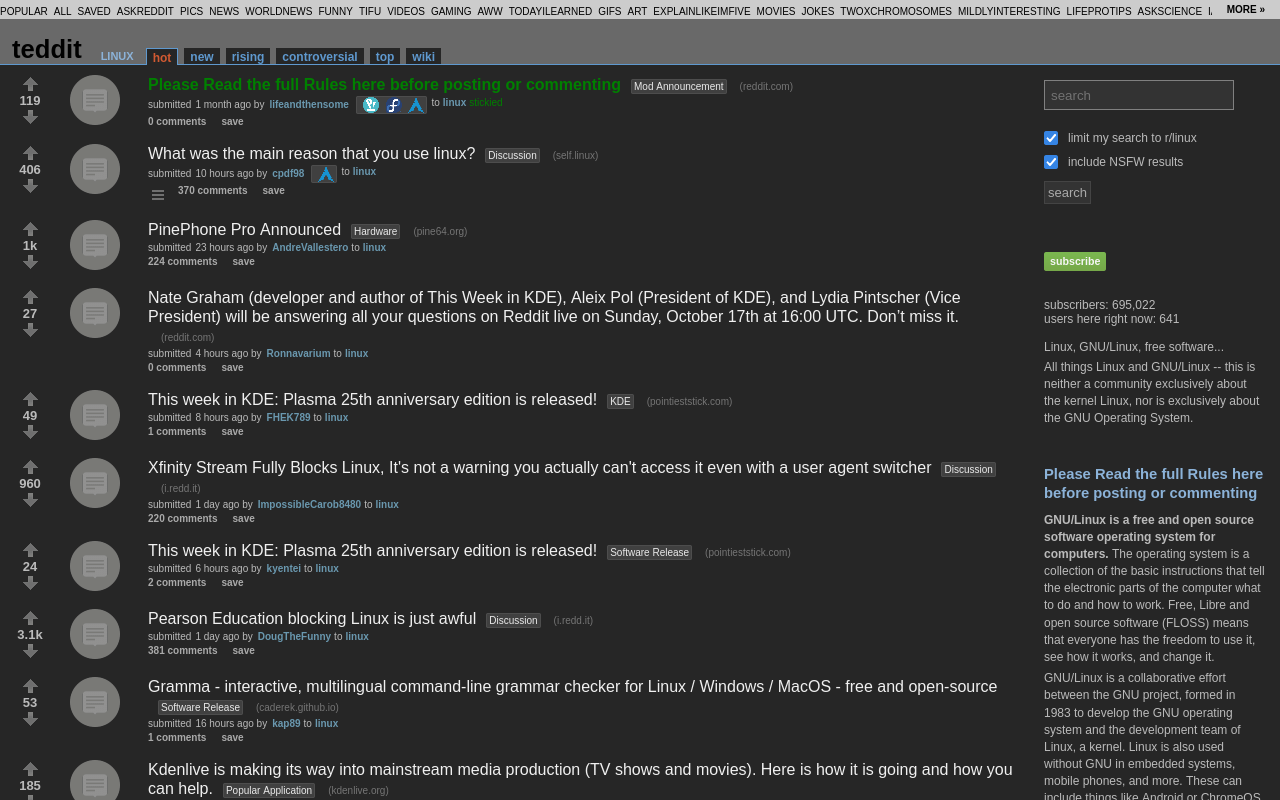 POPULAR ALL SAVED ASKREDDIT PICS NEWS WORLDNEWS FUNNY TIFU VIDEOS GAMING AWW TODAYILEARNED GIFS ART EXPLAINLIKEIMFIVE MOVIES JOKES TWOXCHROMOSOMES MILDLYINTERESTING LIFEPROTIPS ASKSCIENCE MORE »
teddit LINUX hot new rising controversial top wiki
119
Please Read the full Rules here before posting or commenting Mod Announcement (reddit.com)
submitted 1 month ago by lifeandthensome to linux stickied
0 comments save
406
What was the main reason that you use linux? Discussion (self.linux)
submitted 10 hours ago by cpdf98 to linux
370 comments save
1k
PinePhone Pro Announced Hardware (pine64.org)
submitted 23 hours ago by AndreVallestero to linux
224 comments save
27
Nate Graham (developer and author of This Week in KDE), Aleix Pol (President of KDE), and Lydia Pintscher (Vice
President) will be answering all your questions on Reddit live on Sunday, October 17th at 16:00 UTC. Don’t miss it.
(reddit.com)
submitted 4 hours ago by Ronnavarium to linux
0 comments save
49
This week in KDE: Plasma 25th anniversary edition is released! KDE (pointieststick.com)
submitted 8 hours ago by FHEK789 to linux
1 comments save
960
Xfinity Stream Fully Blocks Linux, It's not a warning you actually can't access it even with a user agent switcher Discussion
(i.redd.it)
submitted 1 day ago by ImpossibleCarob8480 to linux
220 comments save
24
This week in KDE: Plasma 25th anniversary edition is released! Software Release (pointieststick.com)
submitted 6 hours ago by kyentei to linux
2 comments save
3.1k
Pearson Education blocking Linux is just awful Discussion (i.redd.it)
submitted 1 day ago by DougTheFunny to linux
381 comments save
53
Gramma - interactive, multilingual command-line grammar checker for Linux / Windows / MacOS - free and open-source
Software Release (caderek.github.io)
submitted 16 hours ago by kap89 to linux
1 comments save
185
Kdenlive is making its way into mainstream media production (TV shows and movies). Here is how it is going and how you
can help. Popular Application (kdenlive.org)
search
limit my search to r/linux
include NSFW results
search
subscribe
subscribers: 695,022
users here right now: 641
Linux, GNU/Linux, free software...
All things Linux and GNU/Linux -- this is
neither a community exclusively about
the kernel Linux, nor is exclusively about
the GNU Operating System.
Please Read the full Rules here
before posting or commenting
GNU/Linux is a free and open source
software operating system for
computers. The operating system is a
collection of the basic instructions that tell
the electronic parts of the computer what
to do and how to work. Free, Libre and
open source software (FLOSS) means
that everyone has the freedom to use it,
see how it works, and change it.
GNU/Linux is a collaborative effort
between the GNU project, formed in
1983 to develop the GNU operating
system and the development team of
Linux, a kernel. Linux is also used
without GNU in embedded systems,
mobile phones, and more. These can
include things like Android or ChromeOS